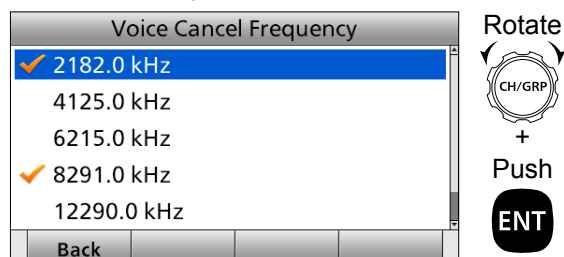 Voice Cancel Frequency
2182.0 kHz
4125.0 kHz
6215.0 kHz
8291.0 kHz
12290.0 kHz
Back
Rotate
CH/GRP
+
Push
ENT